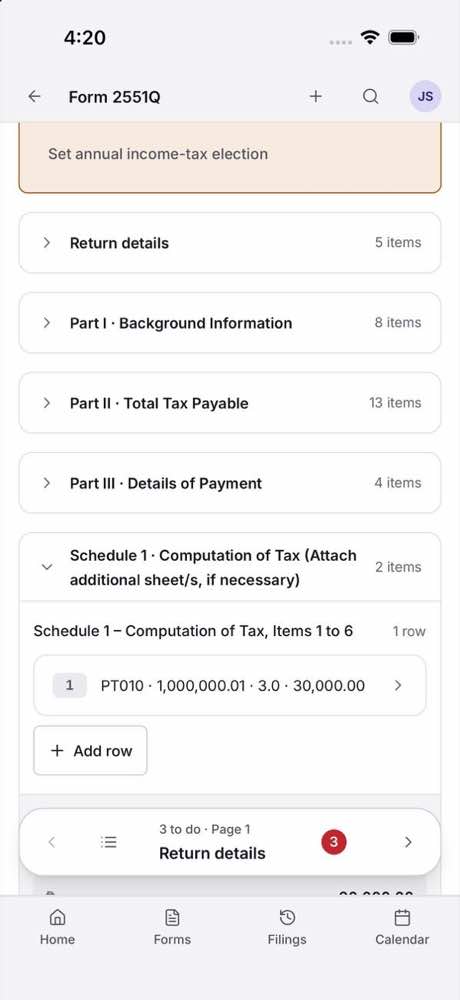 4:20
Form 2551Q
JS
Set annual income-tax election
Return details
5 items
Part I · Background Information
8 items
Part II · Total Tax Payable
13 items
Part III · Details of Payment
4 items
Schedule 1 · Computation of Tax (Attach
additional sheet/s, if necessary)
2 items
Schedule 1 – Computation of Tax, Items 1 to 6
1 row
1
PT010 · 1,000,000.01 · 3.0 · 30,000.00
Add row
3 to do · Page 1
Return details
3
Home
Forms
Filings
Calendar